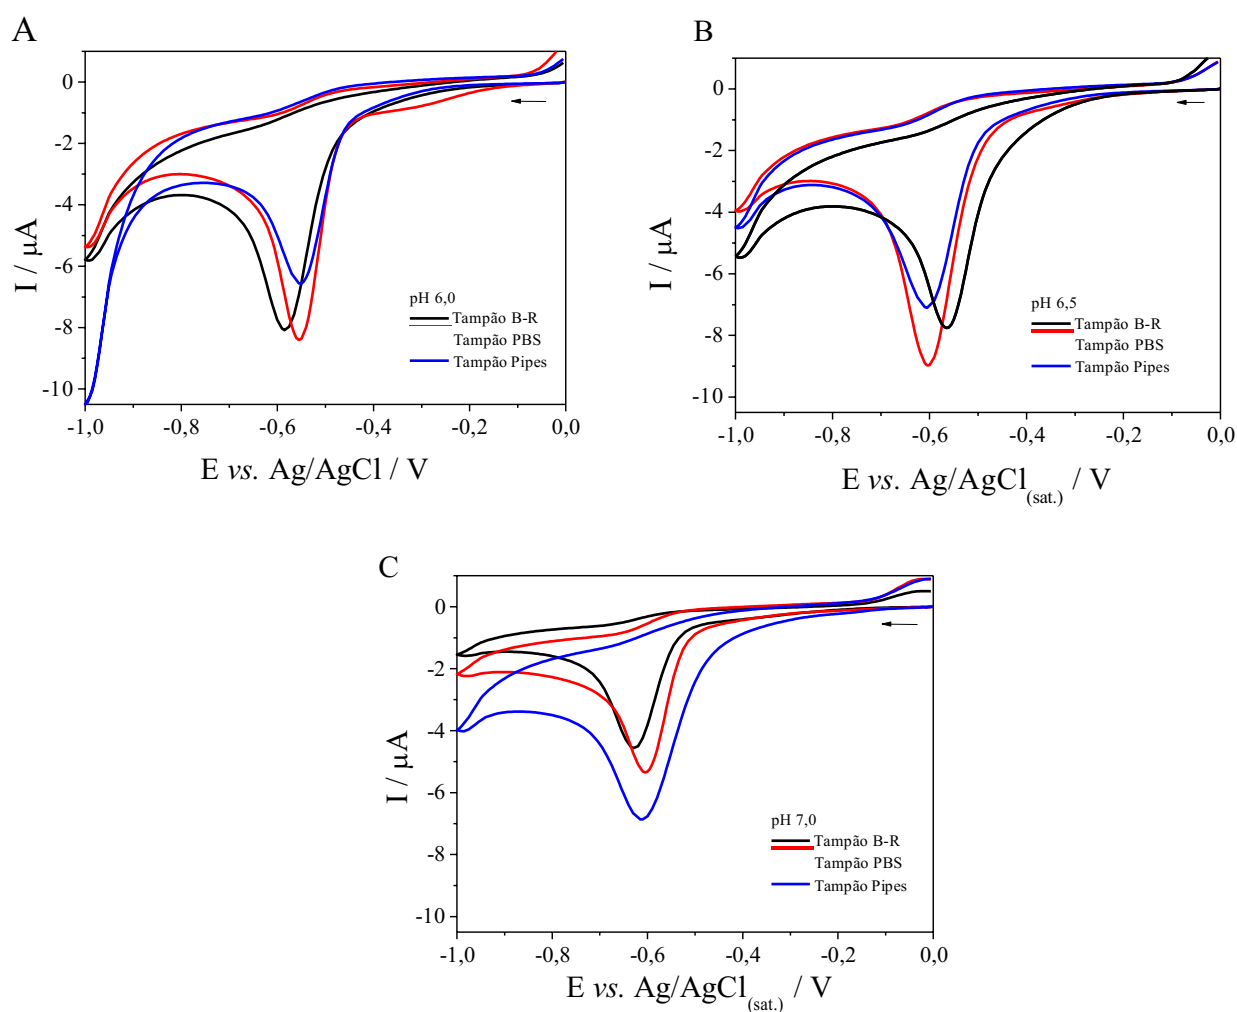 A
0
-2
-4
-6
-8
-10
I / µA
pH 6,0
Tampão B-R
Tampão PBS
Tampão Pipes
-1,0 -0,8 -0,6 -0,4 -0,2 0,0
E vs. Ag/AgCl / V
B
0
-2
-4
-6
-8
-10
I / µA
pH 6,5
Tampão B-R
Tampão PBS
Tampão Pipes
-1,0 -0,8 -0,6 -0,4 -0,2 0,0
E vs. Ag/AgCl(sat.) / V
C
0
-2
-4
-6
-8
-10
I / µA
pH 7,0
Tampão B-R
Tampão PBS
Tampão Pipes
-1,0 -0,8 -0,6 -0,4 -0,2 0,0
E vs. Ag/AgCl(sat.) / V